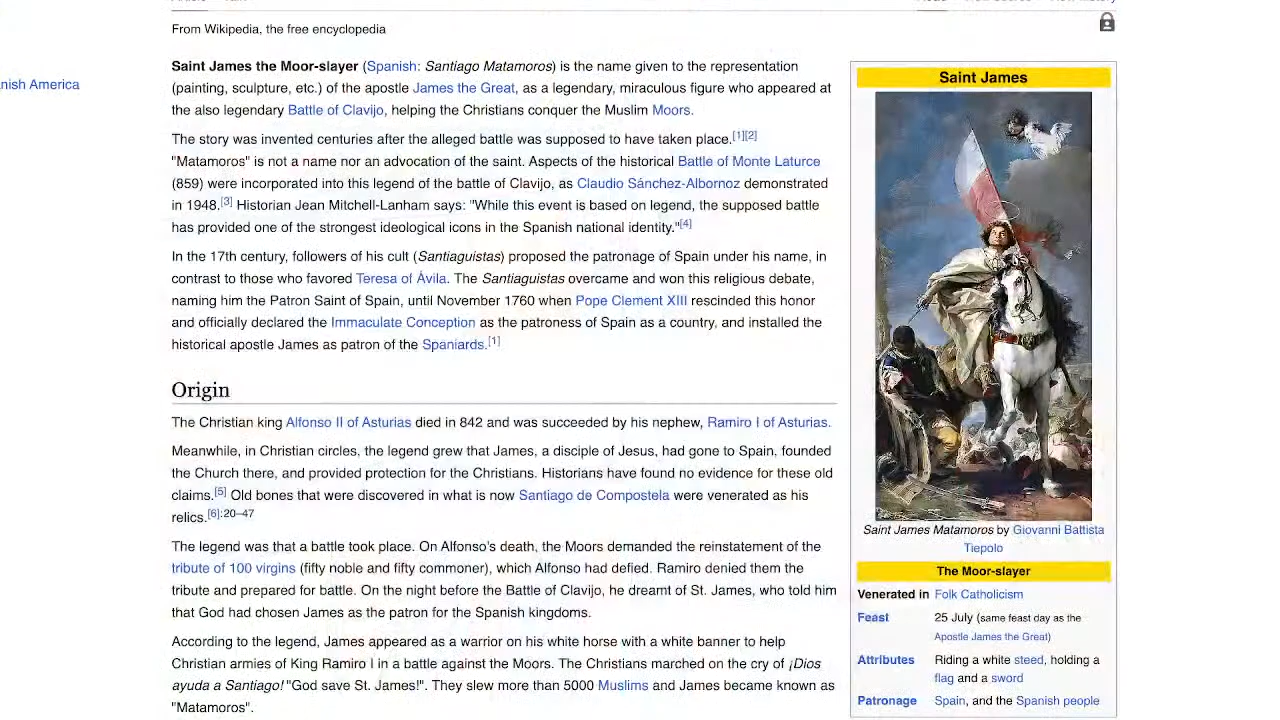 From Wikipedia, the free encyclopedia
nish America
Saint James the Moor-slayer (Spanish: Santiago Matamoros) is the name given to the representation
(painting, sculpture, etc.) of the apostle James the Great, as a legendary, miraculous figure who appeared at
the also legendary Battle of Clavijo, helping the Christians conquer the Muslim Moors.
The story was invented centuries after the alleged battle was supposed to have taken place.[1][2]
"Matamoros" is not a name nor an advocation of the saint. Aspects of the historical Battle of Monte Laturce
(859) were incorporated into this legend of the battle of Clavijo, as Claudio Sánchez-Albornoz demonstrated
in 1948.[3] Historian Jean Mitchell-Lanham says: "While this event is based on legend, the supposed battle
has provided one of the strongest ideological icons in the Spanish national identity."[4]
In the 17th century, followers of his cult (Santiaguistas) proposed the patronage of Spain under his name, in
contrast to those who favored Teresa of Ávila. The Santiaguistas overcame and won this religious debate,
naming him the Patron Saint of Spain, until November 1760 when Pope Clement XIII rescinded this honor
and officially declared the Immaculate Conception as the patroness of Spain as a country, and installed the
historical apostle James as patron of the Spaniards.[1]
Origin
The Christian king Alfonso II of Asturias died in 842 and was succeeded by his nephew, Ramiro I of Asturias.
Meanwhile, in Christian circles, the legend grew that James, a disciple of Jesus, had gone to Spain, founded
the Church there, and provided protection for the Christians. Historians have found no evidence for these old
claims.[5] Old bones that were discovered in what is now Santiago de Compostela were venerated as his
relics.[6]:20–47
The legend was that a battle took place. On Alfonso's death, the Moors demanded the reinstatement of the
tribute of 100 virgins (fifty noble and fifty commoner), which Alfonso had defied. Ramiro denied them the
tribute and prepared for battle. On the night before the Battle of Clavijo, he dreamt of St. James, who told him
that God had chosen James as the patron for the Spanish kingdoms.
According to the legend, James appeared as a warrior on his white horse with a white banner to help
Christian armies of King Ramiro I in a battle against the Moors. The Christians marched on the cry of ¡Dios
ayuda a Santiago! "God save St. James!". They slew more than 5000 Muslims and James became known as
"Matamoros".
Saint James
Saint James Matamoros by Giovanni Battista
Tiepolo
The Moor-slayer
Venerated in Folk Catholicism
Feast 25 July (same feast day as the
Apostle James the Great)
Attributes Riding a white steed, holding a
flag and a sword
Patronage Spain, and the Spanish people